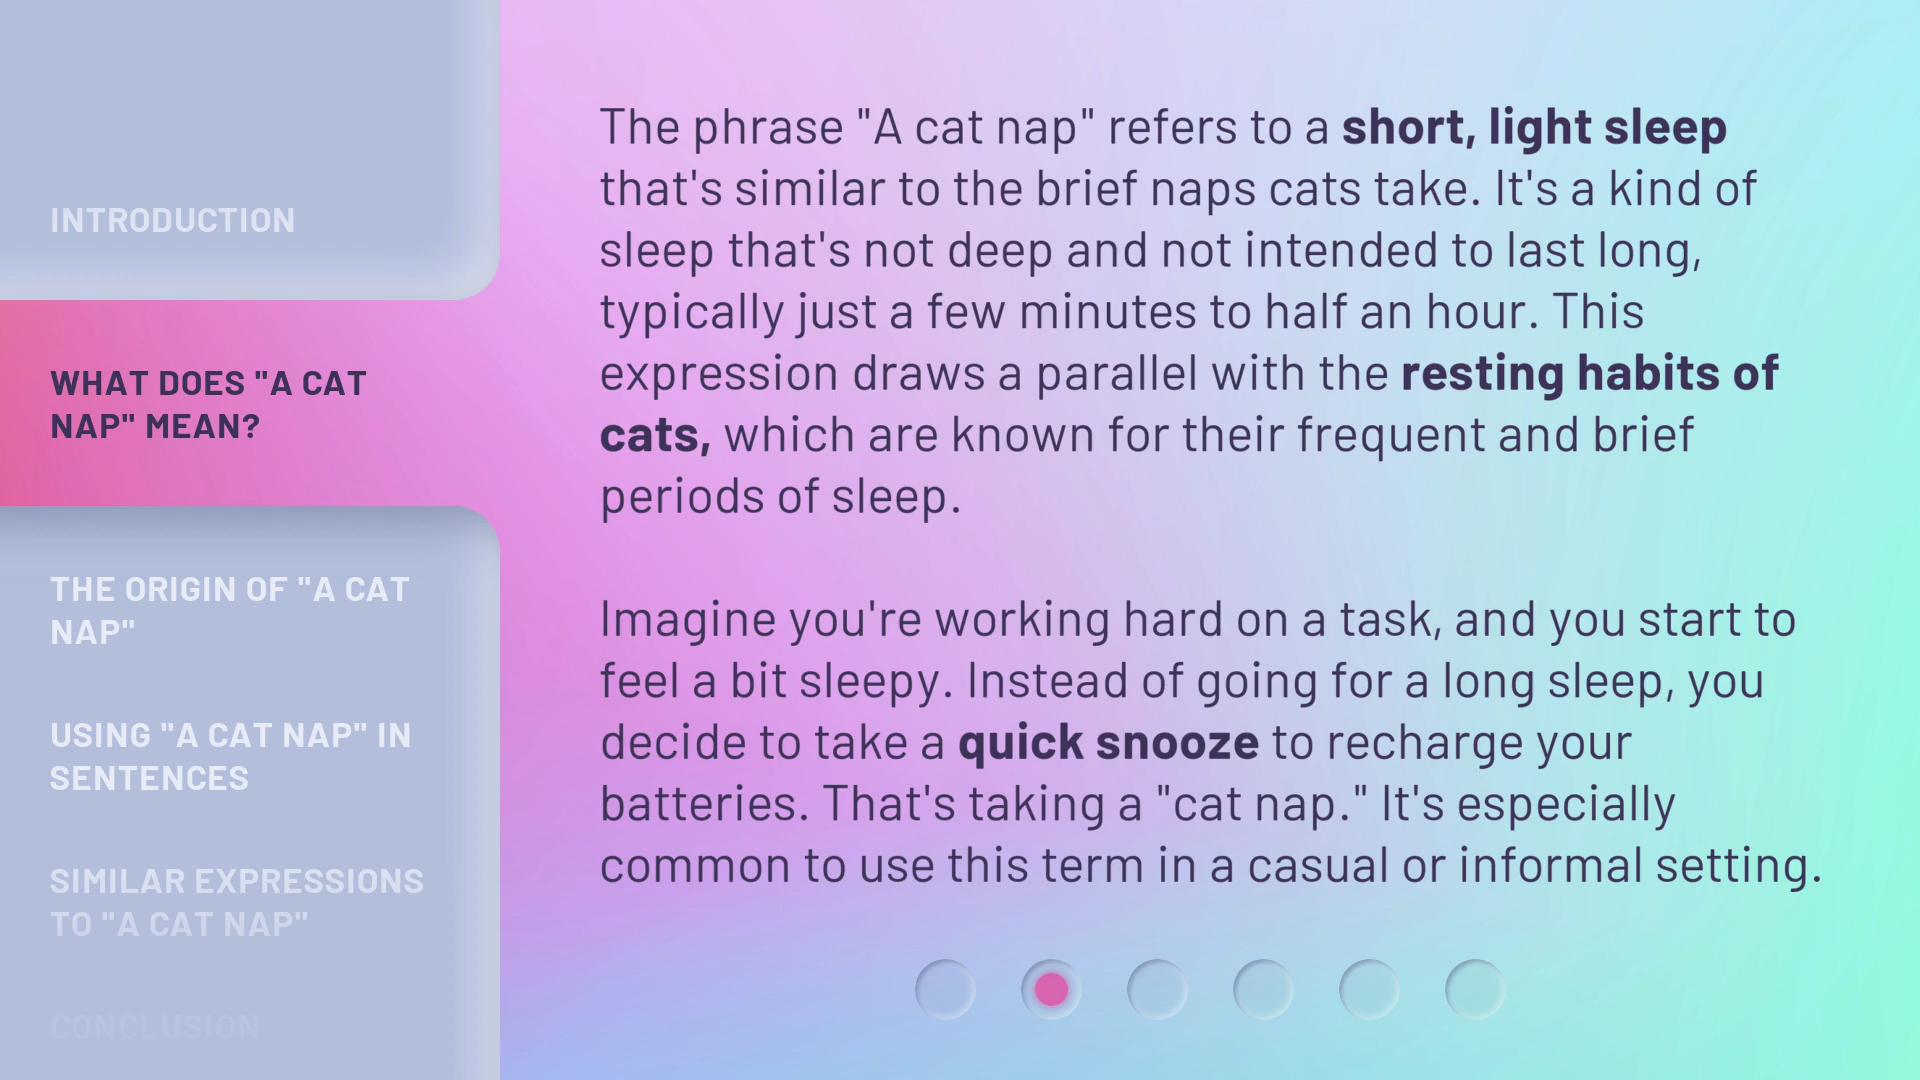 INTRODUCTION
WHAT DOES "A CAT
NAP" MEAN?
THE ORIGIN OF "A CAT
NAP"
USING "A CAT NAP" IN
SENTENCES
SIMILAR EXPRESSIONS
TO "A CAT NAP"
CONCLUSION
The phrase "A cat nap" refers to a short, light sleep
that's similar to the brief naps cats take. It's a kind of
sleep that's not deep and not intended to last long,
typically just a few minutes to half an hour. This
expression draws a parallel with the resting habits of
cats, which are known for their frequent and brief
periods of sleep.
Imagine you're working hard on a task, and you start to
feel a bit sleepy. Instead of going for a long sleep, you
decide to take a quick snooze to recharge your
batteries. That's taking a "cat nap." It's especially
common to use this term in a casual or informal setting.